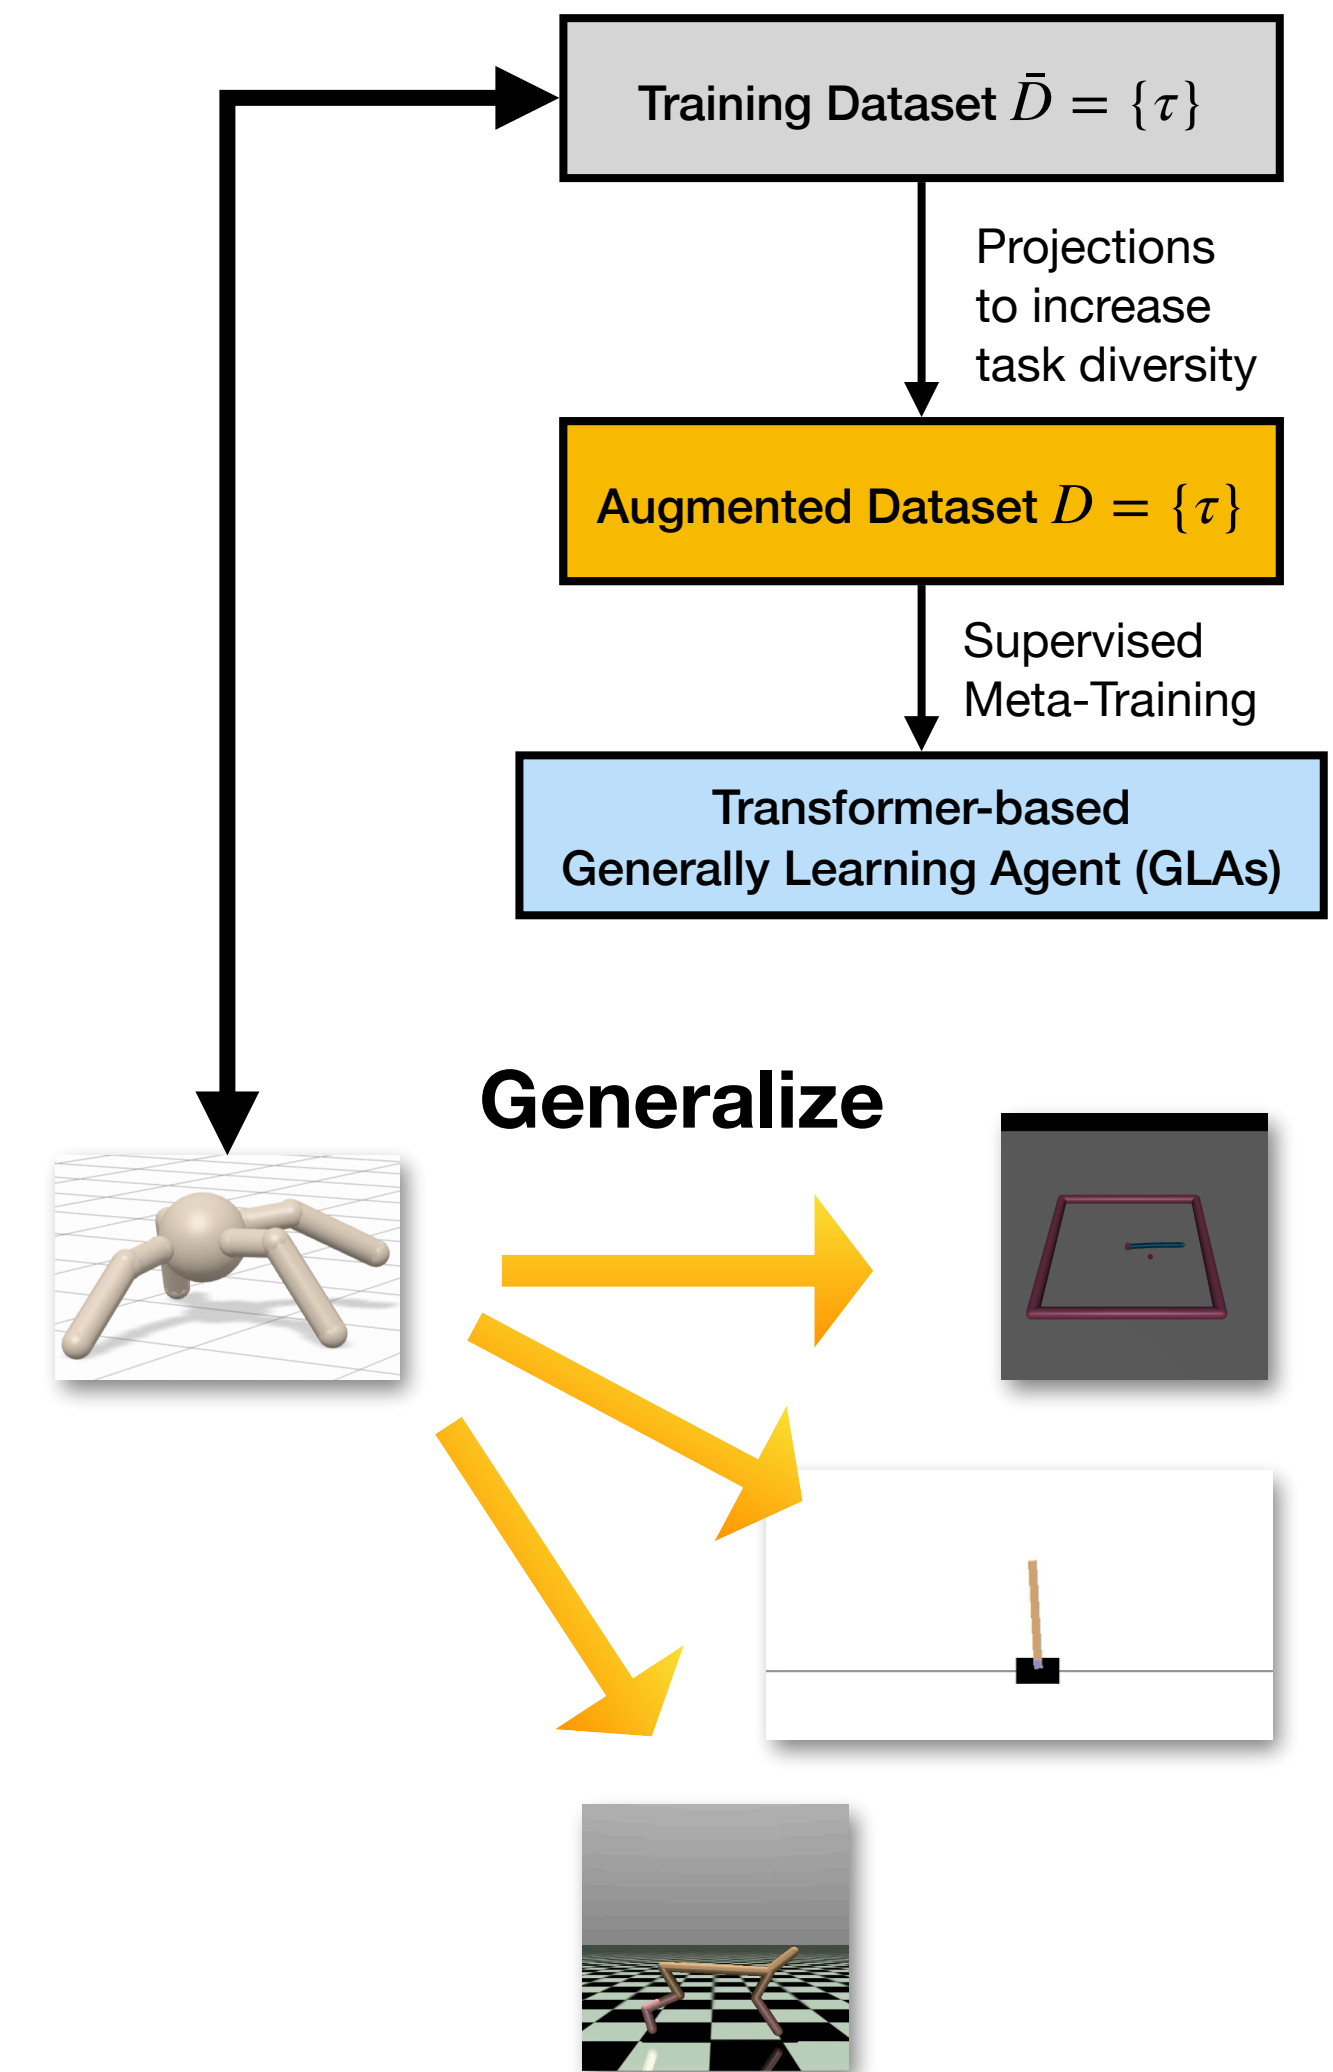 Training Dataset D̄ = {τ}
Projections
to increase
task diversity
Augmented Dataset D = {τ}
Supervised
Meta-Training
Transformer-based
Generally Learning Agent (GLAs)
Generalize